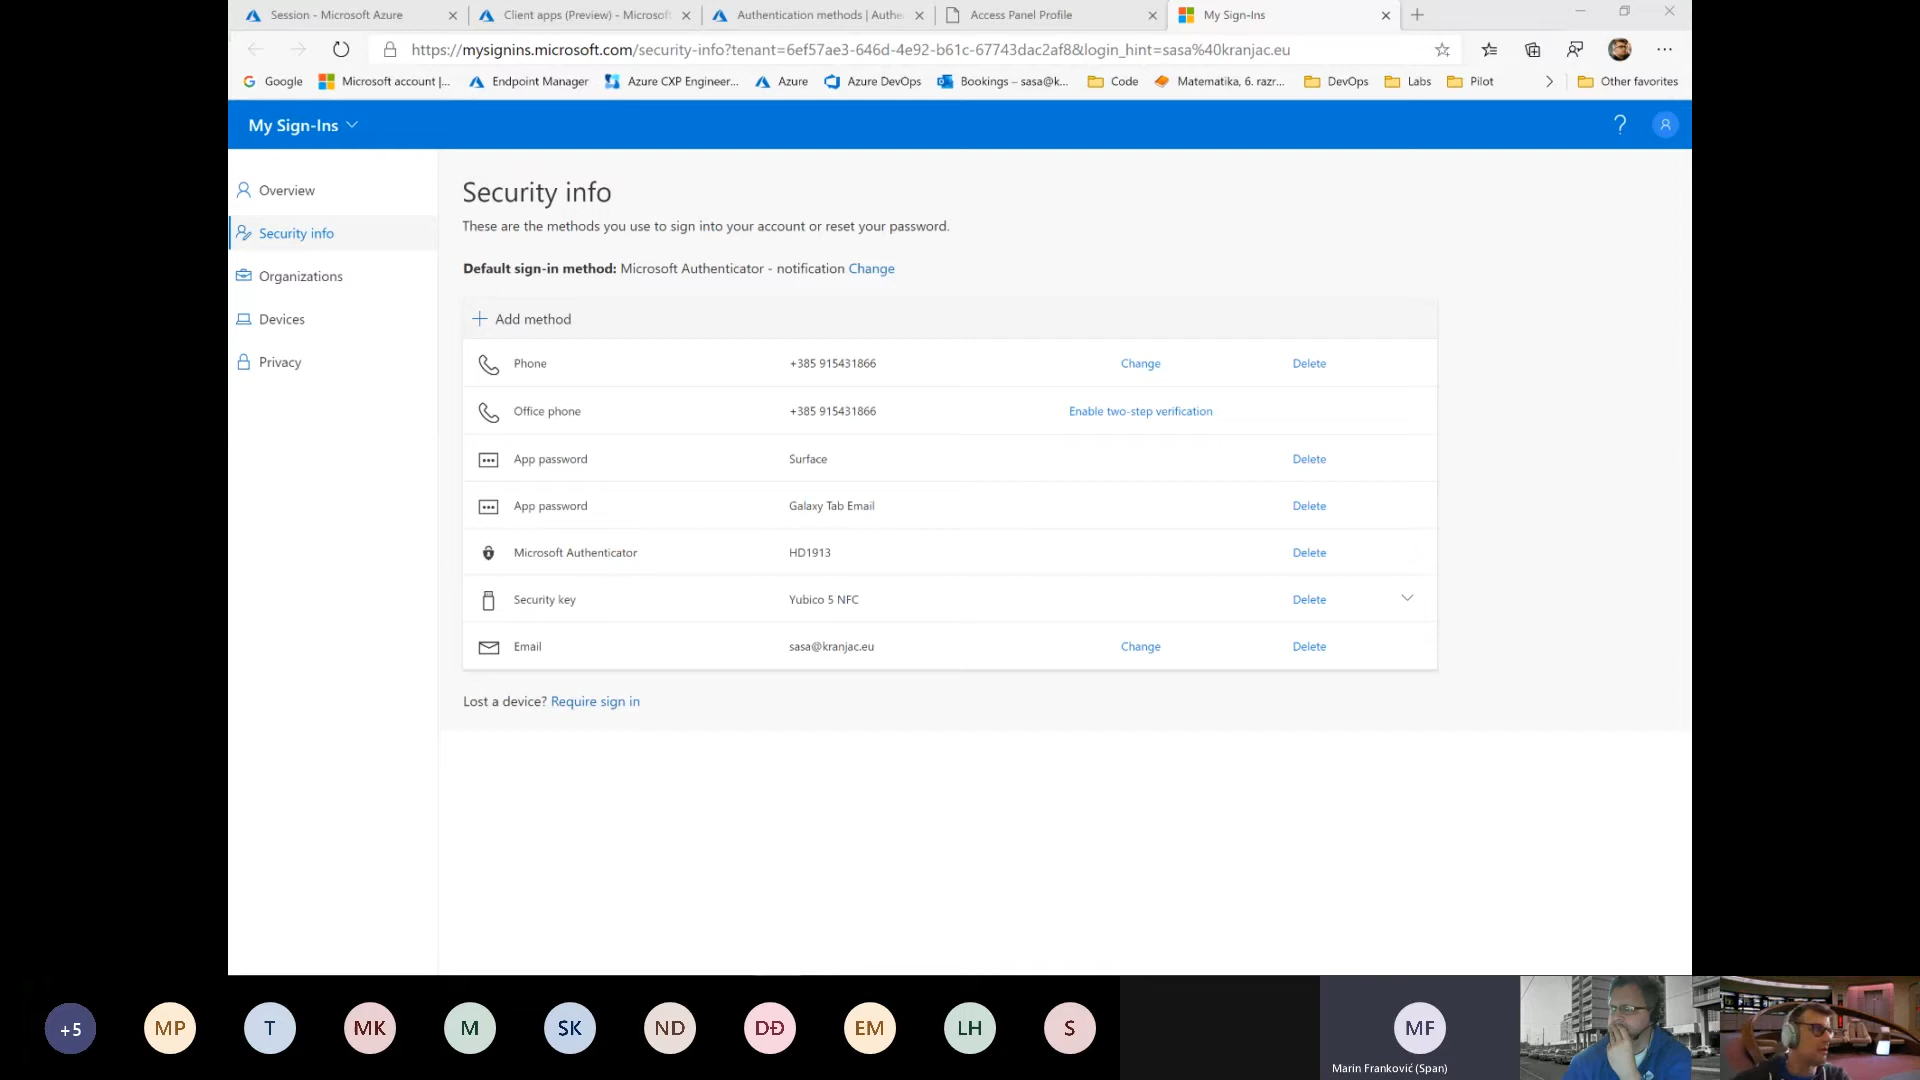 Session - Microsoft Azure
Client apps (Preview) - Microsof
Authentication methods | Authe
Access Panel Profile
My Sign-Ins
https://mysignins.microsoft.com/security-info?tenant=6ef57ae3-646d-4e92-b61c-67743dac2af8&login_hint=sasa%40kranjac.eu
Google
Microsoft account |...
Endpoint Manager
Azure CXP Engineer...
Azure
Azure DevOps
Bookings – sasa@k...
Code
Matematika, 6. razr...
DevOps
Labs
Pilot
Other favorites
My Sign-Ins
?
Overview
Security info
Organizations
Devices
Privacy
Security info
These are the methods you use to sign into your account or reset your password.
Default sign-in method: Microsoft Authenticator - notification Change
Add method
Phone +385 915431866 Change Delete
Office phone +385 915431866 Enable two-step verification
App password Surface Delete
App password Galaxy Tab Email Delete
Microsoft Authenticator HD1913 Delete
Security key Yubico 5 NFC Delete
Email sasa@kranjac.eu Change Delete
Lost a device? Require sign in
+5 MP T MK M SK ND DĐ EM LH S MF
Marin Franković (Span)